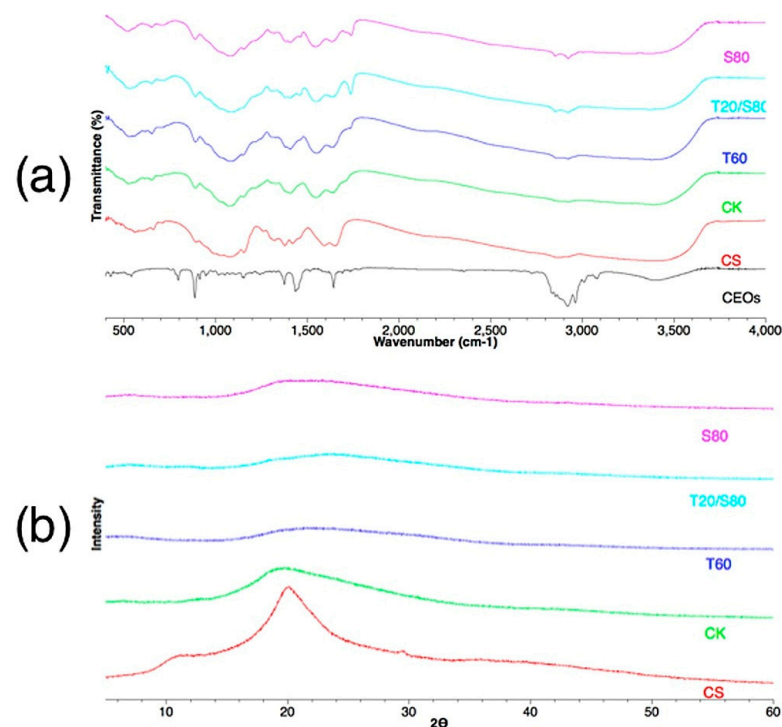 S80
T20/S80
T60
CK
CS
CEOs
(a)
Transmittance (%)
500 1,000 1,500 2,000 2,500 3,000 3,500 4,000
Wavenumber (cm-1)
S80
T20/S80
T60
CK
CS
(b)
Intensity
10 20 30 40 50 60
2Θ